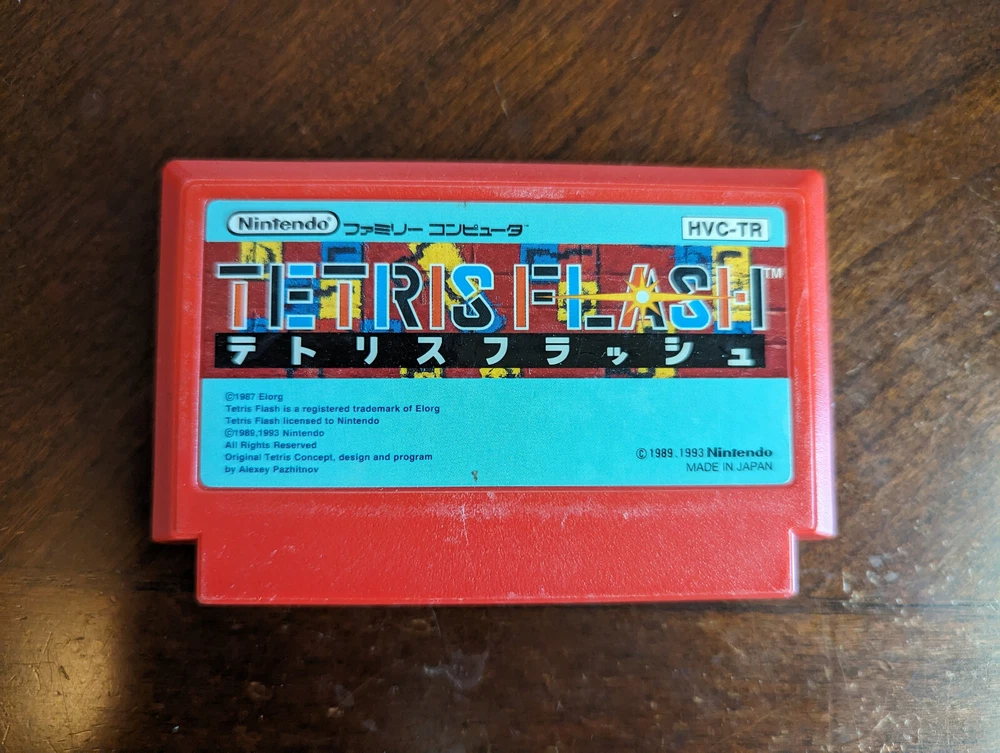 Nintendo® ファミリー コンピュータ™ HVC-TR
TETRIS FLASH™
テトリスフラッシュ
©1987 Elorg
Tetris Flash is a registered trademark of Elorg
Tetris Flash licensed to Nintendo
©1989,1993 Nintendo
All Rights Reserved
Original Tetris Concept, design and program
by Alexey Pazhitnov
©1989,1993 Nintendo
MADE IN JAPAN